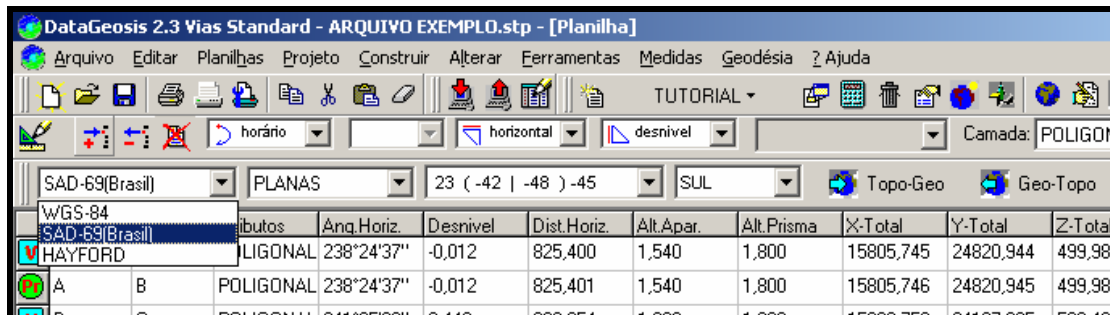 DataGeosis 2.3 Vias Standard - ARQUIVO EXEMPLO.stp - [Planilha]
Arquivo Editar Planilhas Projeto Construir Alterar Ferramentas Medidas Geodésia ? Ajuda
TUTORIAL
horário horizontal desnivel Camada: POLIGON
SAD-69(Brasil) PLANAS 23 ( -42 | -48 ) -45 SUL Topo-Geo Geo-Topo
WGS-84
SAD-69(Brasil)
HAYFORD
ibutos Ang.Horiz. Desnivel Dist.Horiz. Alt.Apar. Alt.Prisma X-Total Y-Total Z-Total
V LIGONAL 238°24'37" -0,012 825,400 1,540 1,800 15805,745 24820,944 499,98
Pr A B POLIGONAL 238°24'37" -0,012 825,401 1,540 1,800 15805,746 24820,945 499,98